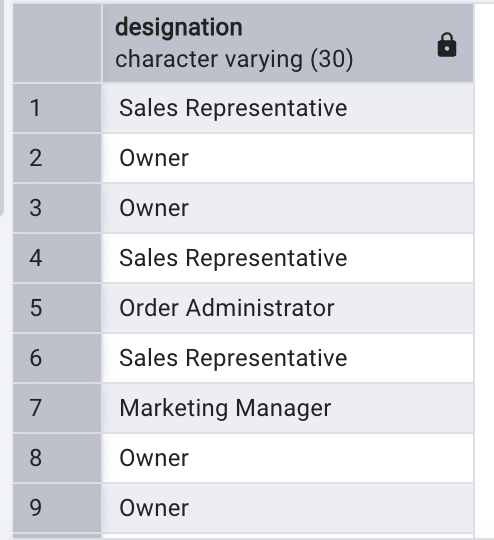 designation
character varying (30)
1 Sales Representative
2 Owner
3 Owner
4 Sales Representative
5 Order Administrator
6 Sales Representative
7 Marketing Manager
8 Owner
9 Owner